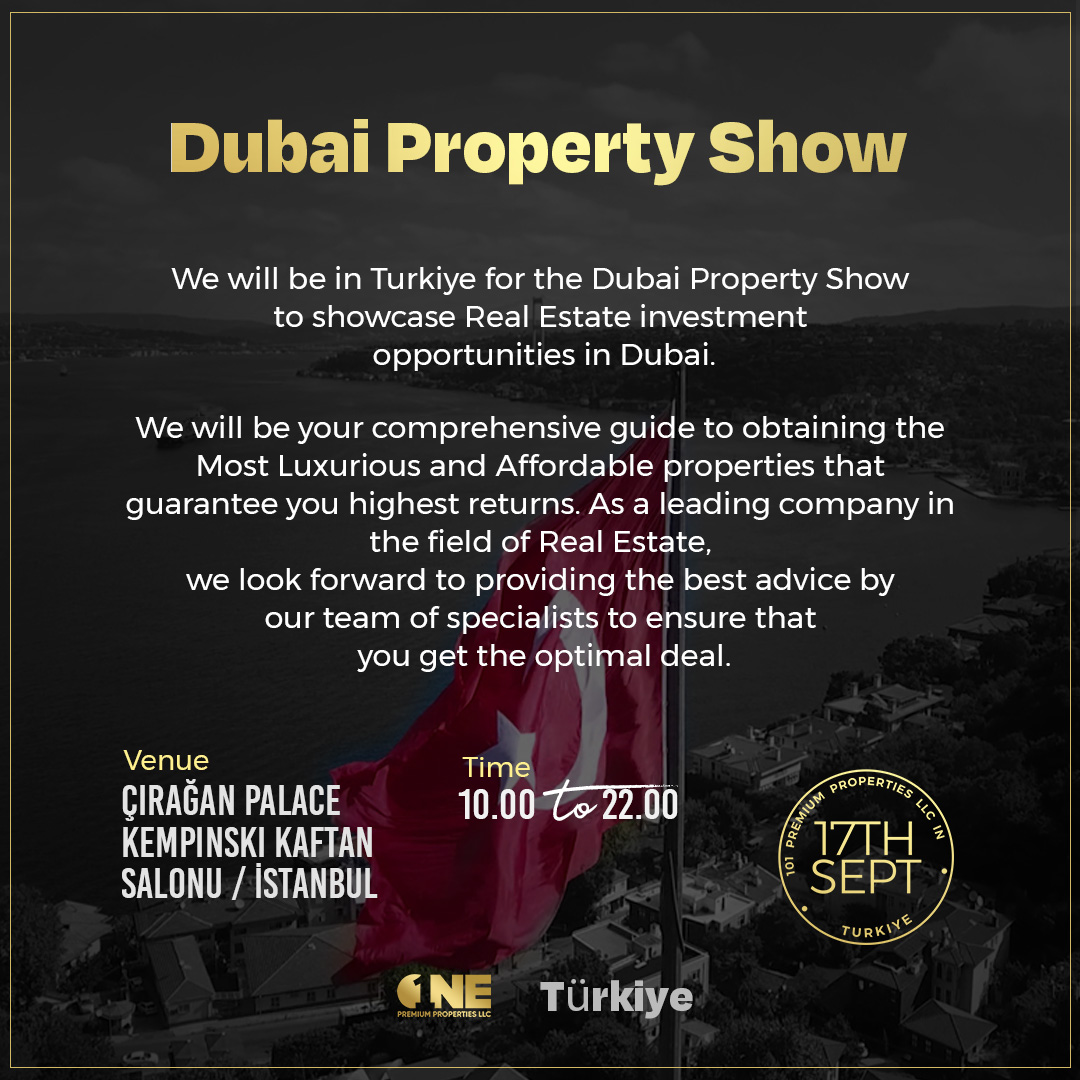 Dubai Property Show
We will be in Turkiye for the Dubai Property Show
to showcase Real Estate investment
opportunities in Dubai.
We will be your comprehensive guide to obtaining the
Most Luxurious and Affordable properties that
guarantee you highest returns. As a leading company in
the field of Real Estate,
we look forward to providing the best advice by
our team of specialists to ensure that
you get the optimal deal.
Venue
ÇIRAĞAN PALACE
KEMPINSKI KAFTAN
SALONU / İSTANBUL
Time
10.00 to 22.00
101 PREMIUM PROPERTIES LLC IN
17TH
SEPT
TURKIYE
ONE
PREMIUM PROPERTIES LLC
Türkiye